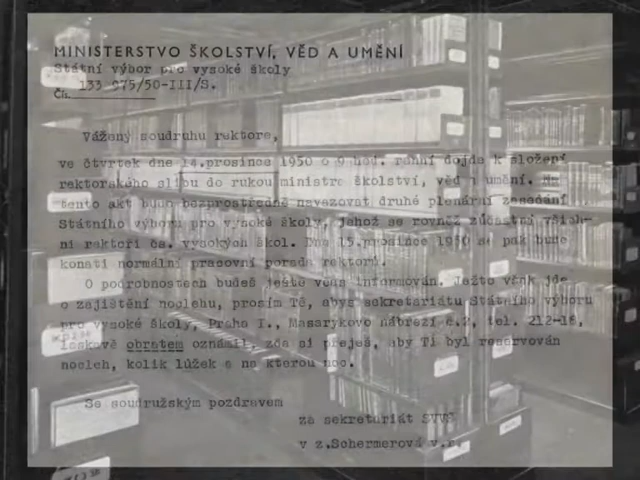 MINISTERSTVO ŠKOLSTVÍ, VĚD A UMĚNÍ
Státní výbor pro vysoké školy
Čh. 133 975/50-III/S.
Vážený soudruhu rektore,
ve čtvrtek dne 14.prosince 1950 o 9 hod. ranní dojde k složení
rektorského slibu do rukou ministra školství, věd a umění. Na
tento akt bude bezprostředně navazovat druhé plenární zasedání
Státního výboru pro vysoké školy, jehož se rovněž zúčastní všich-
ni rektoři čs. vysokých škol. Dne 15.prosince 1950 se pak bude
konati normální pracovní porada rektorů.
O podrobnostech budeš ještě včas informován. Ježto však jde
o zajištění noclehu, prosím Tě, abys sekretariátu Státního výboru
pro vysoké školy, Praha I., Masarykovo nábřeží č.2, tel. 212-18,
laskavě obratem oznámil, zda si přeješ, aby Ti byl reservován
nocleh, kolik lůžek a na kterou noc.
Se soudružským pozdravem
za sekretariát SVVŠ
v z.Schermerová v.r.